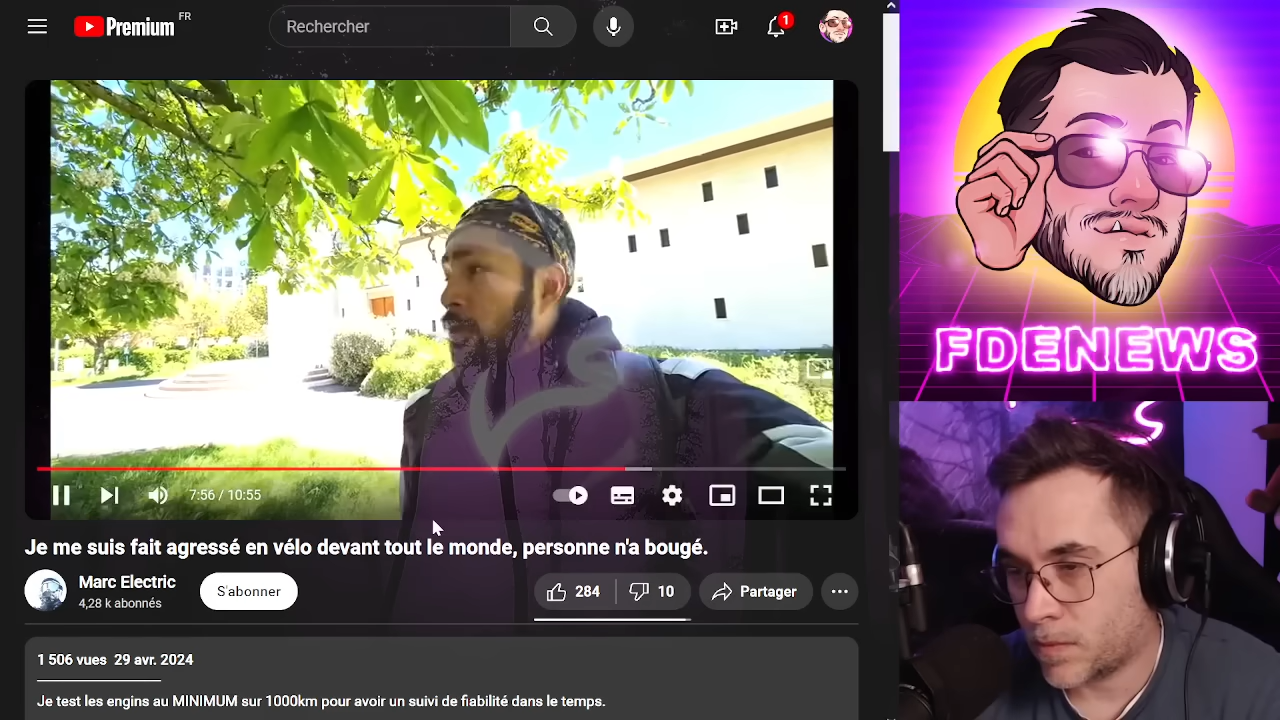 Premium FR
Rechercher
1
FDENEWS
7:56 / 10:55
Je me suis fait agressé en vélo devant tout le monde, personne n'a bougé.
Marc Electric
4,28 k abonnés
S'abonner
284
10
Partager
1 506 vues 29 avr. 2024
Je test les engins au MINIMUM sur 1000km pour avoir un suivi de fiabilité dans le temps.